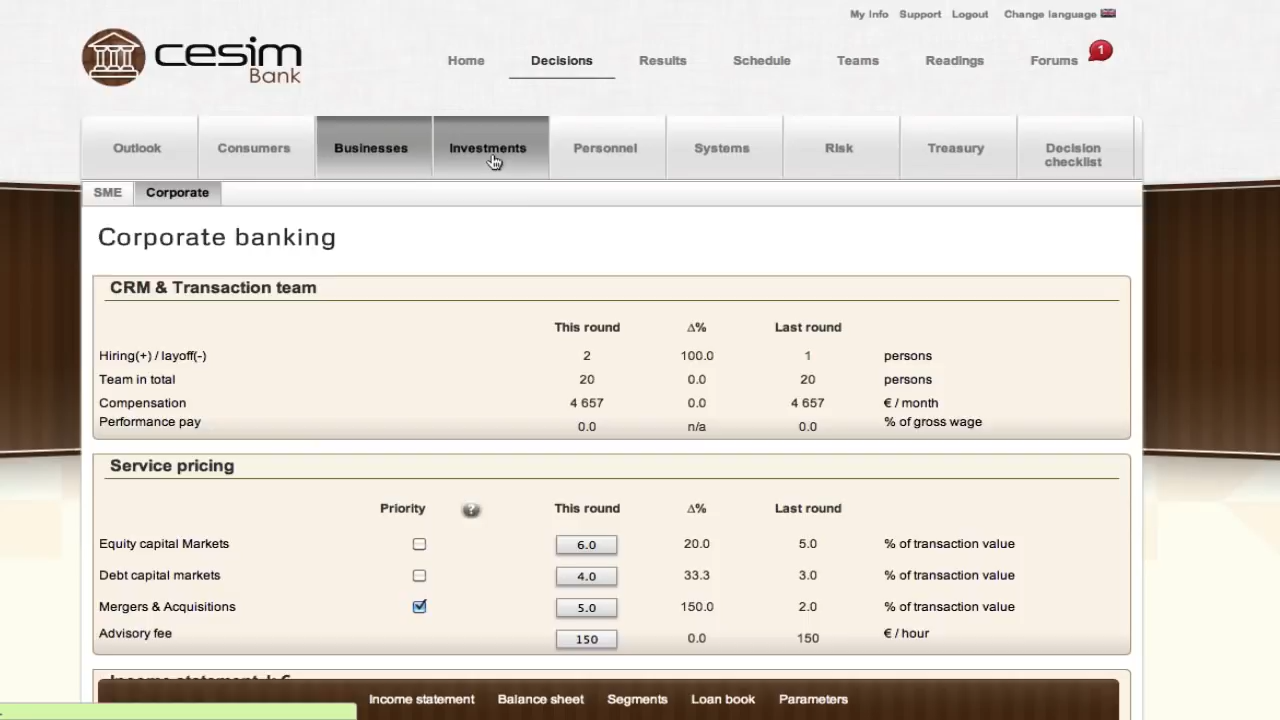 My Info Support Logout Change language
cesim
Bank
Home Decisions Results Schedule Teams Readings Forums 1
Outlook Consumers Businesses Investments Personnel Systems Risk Treasury Decision checklist
SME Corporate
Corporate banking
CRM & Transaction team
This round Δ% Last round
Hiring(+) / layoff(-) 2 100.0 1 persons
Team in total 20 0.0 20 persons
Compensation 4 657 0.0 4 657 € / month
Performance pay 0.0 n/a 0.0 % of gross wage
Service pricing
Priority ? This round Δ% Last round
Equity capital Markets 6.0 20.0 5.0 % of transaction value
Debt capital markets 4.0 33.3 3.0 % of transaction value
Mergers & Acquisitions 5.0 150.0 2.0 % of transaction value
Advisory fee 150 0.0 150 € / hour
Income statement, k €
Income statement Balance sheet Segments Loan book Parameters